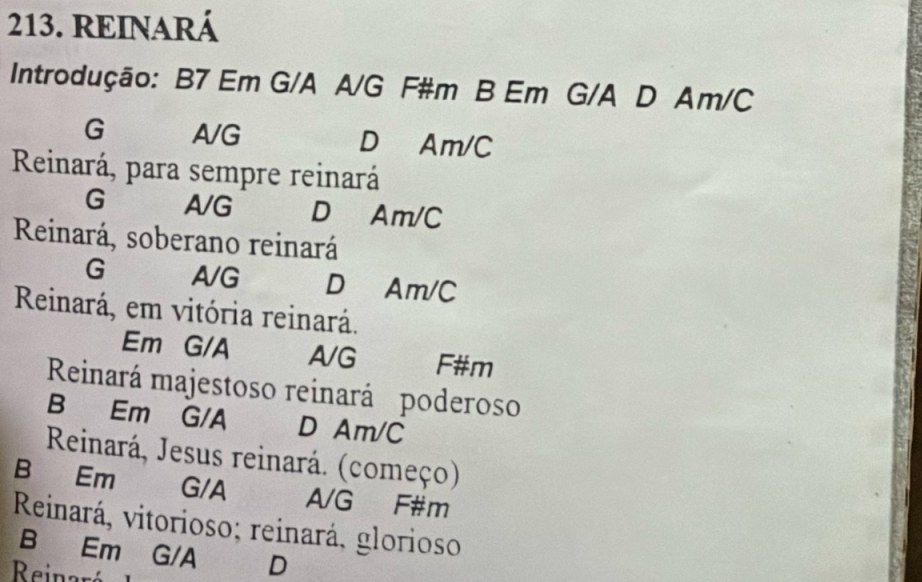 213. REINARÁ
Introdução: B7 Em G/A A/G F#m B Em G/A D Am/C
G A/G D Am/C
Reinará, para sempre reinará
G A/G D Am/C
Reinará, soberano reinará
G A/G D Am/C
Reinará, em vitória reinará.
Em G/A A/G F#m
Reinará majestoso reinará poderoso
B Em G/A D Am/C
Reinará, Jesus reinará. (começo)
B Em G/A A/G F#m
Reinará, vitorioso; reinará, glorioso
B Em G/A D
Reinará